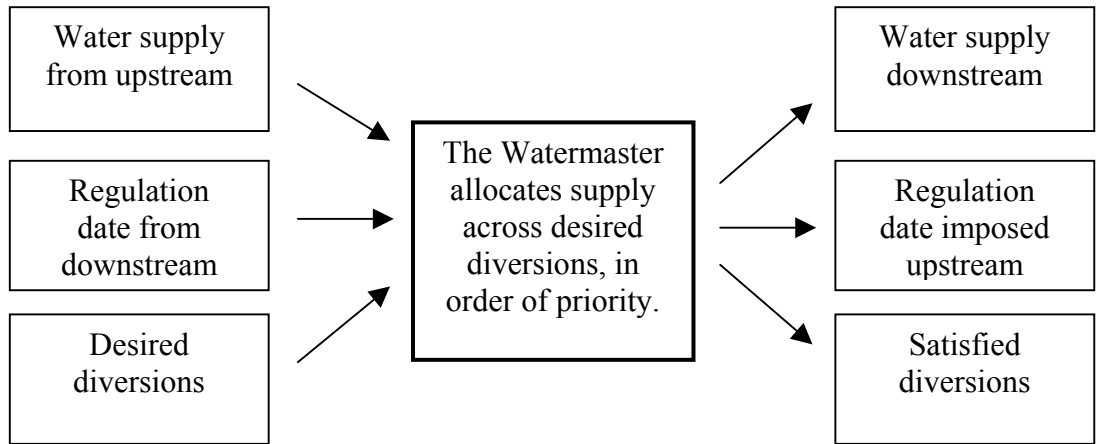 Water supply
from upstream
Regulation
date from
downstream
Desired
diversions
The Watermaster
allocates supply
across desired
diversions, in
order of priority.
Water supply
downstream
Regulation
date imposed
upstream
Satisfied
diversions